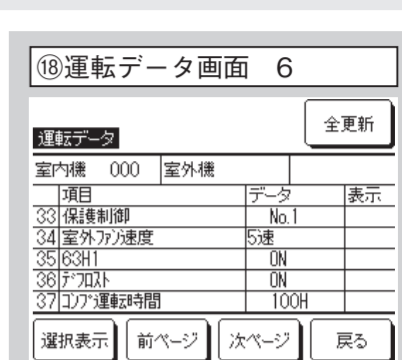 ⑱運転データ画面 6
全更新
運転データ
室内機 000 室外機
項目 データ 表示
33 保護制御 No.1
34 室外ファン速度 5速
35 63H1 ON
36 デフロスト ON
37 コンプ運転時間 100H
選択表示 前ページ 次ページ 戻る